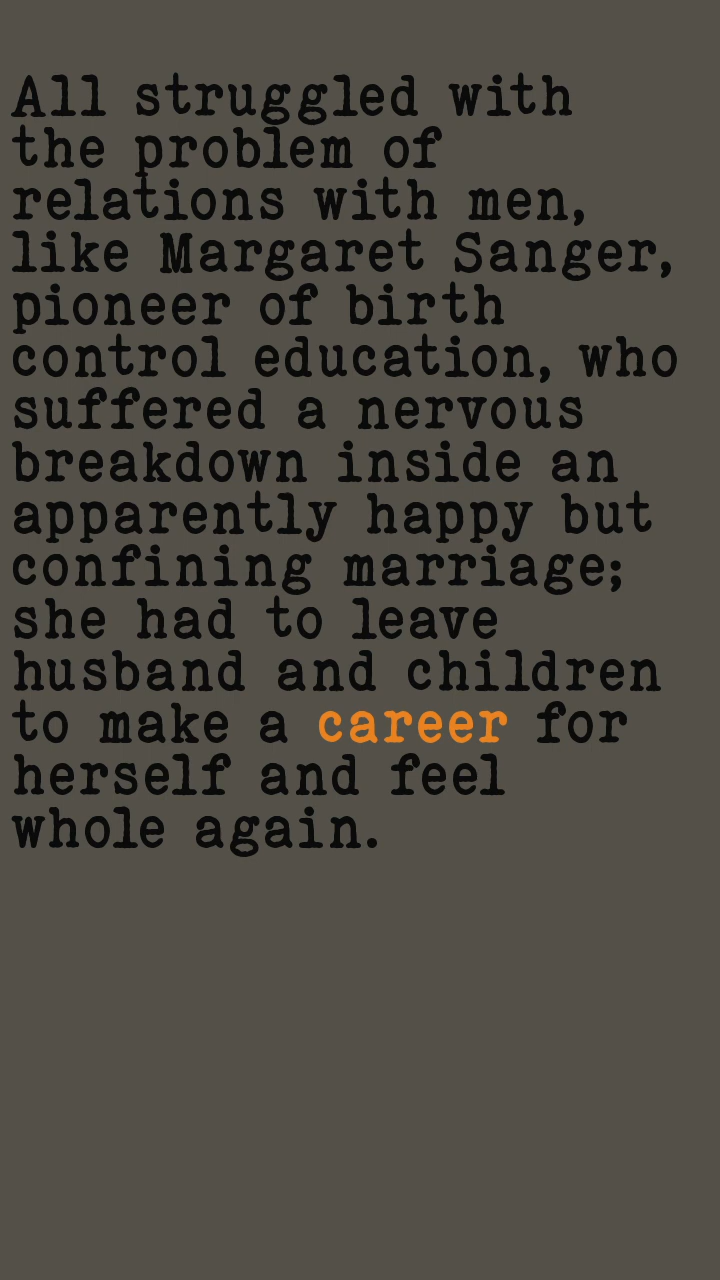 All struggled with
the problem of
relations with men,
like Margaret Sanger,
pioneer of birth
control education, who
suffered a nervous
breakdown inside an
apparently happy but
confining marriage;
she had to leave
husband and children
to make a career for
herself and feel
whole again.